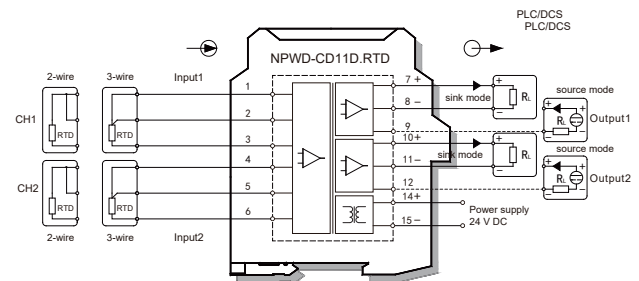 PLC/DCS
PLC/DCS
NPWD-CD11D.RTD
2-wire
3-wire
Input1
CH1
RTD
RTD
CH2
RTD
RTD
2-wire
3-wire
Input2
1
2
3
4
5
6
7 +
8 −
9
10+
11−
12
14+
15−
sink mode
RL
source mode
+
−
RL
Output1
sink mode
RL
source mode
+
−
RL
Output2
Power supply
24 V DC